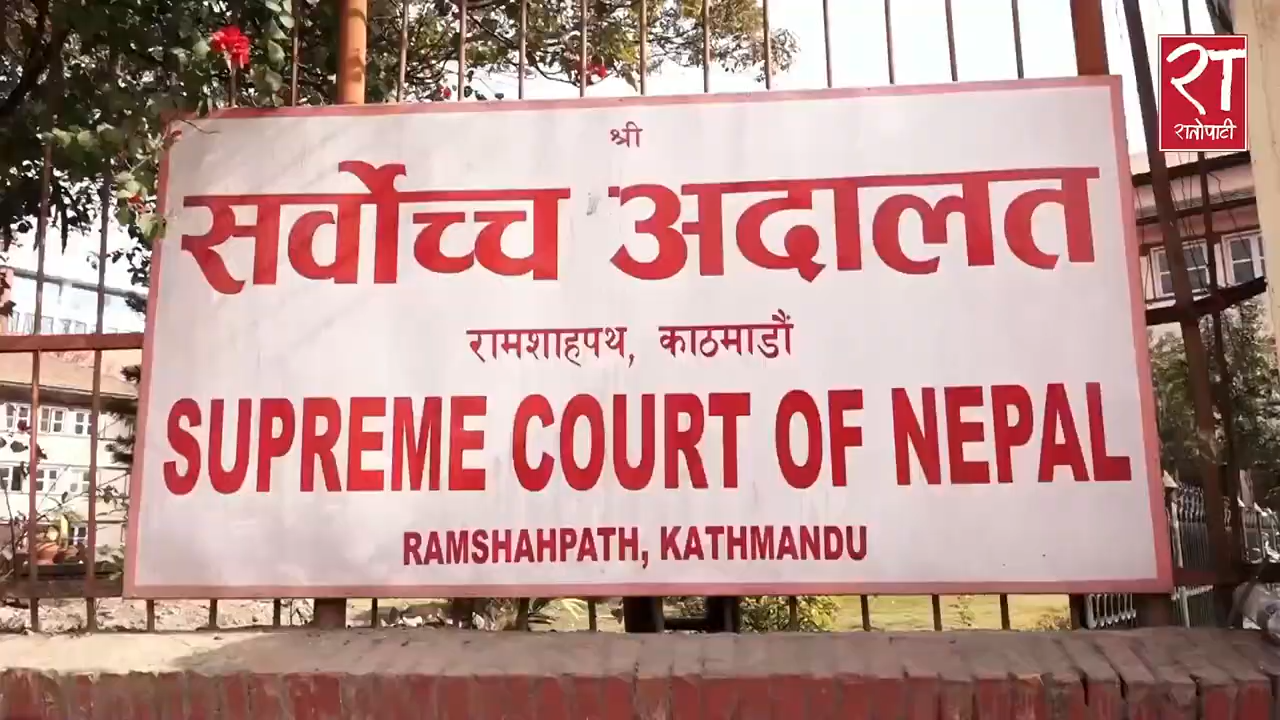 श्री
सर्वोच्च अदालत
रामशाहपथ, काठमाडौं
SUPREME COURT OF NEPAL
RAMSHAHPATH, KATHMANDU
रा
रातोपाटी